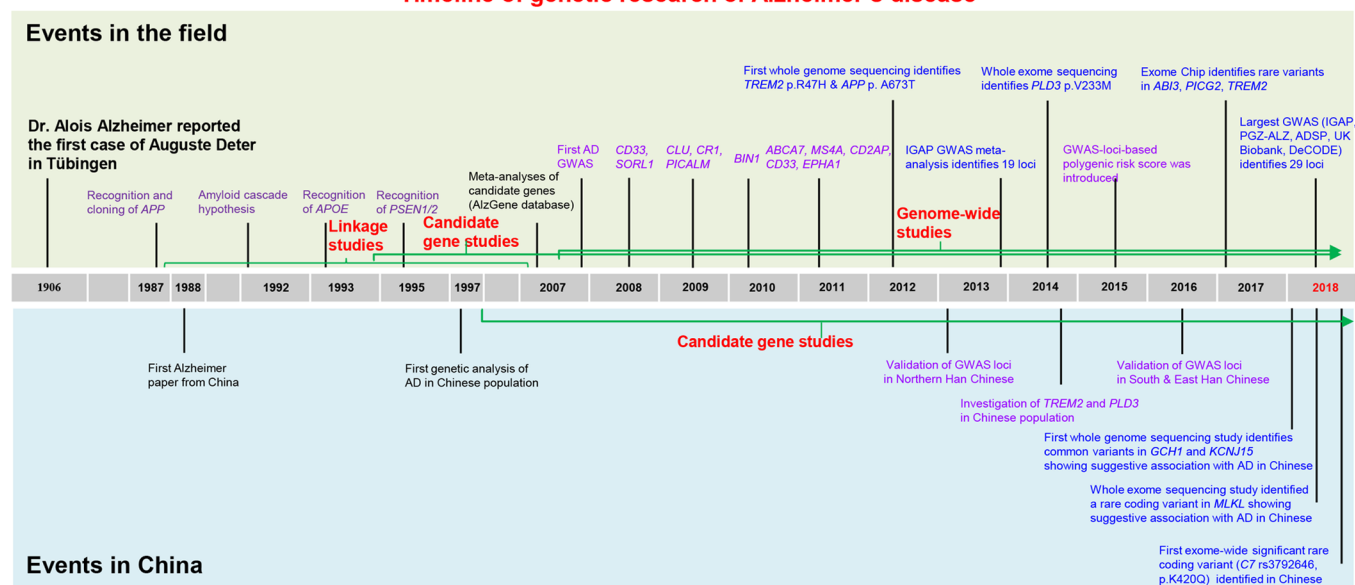 Timeline of genetic research of Alzheimer's disease
Events in the field
First whole genome sequencing identifies
TREM2 p.R47H & APP p. A673T
Whole exome sequencing
identifies PLD3 p.V233M
Exome Chip identifies rare variants
in ABI3, PICG2, TREM2
Dr. Alois Alzheimer reported
the first case of Auguste Deter
in Tübingen
Largest GWAS (IGAP,
PGZ-ALZ, ADSP, UK
Biobank, DeCODE)
identifies 29 loci
First AD
GWAS
CD33,
SORL1
CLU, CR1,
PICALM
BIN1
ABCA7, MS4A, CD2AP,
CD33, EPHA1
IGAP GWAS meta-
analysis identifies 19 loci
GWAS-loci-based
polygenic risk score was
introduced
Meta-analyses of
candidate genes
(AlzGene database)
Recognition and
cloning of APP
Amyloid cascade
hypothesis
Recognition
of APOE
Recognition
of PSEN1/2
Linkage
studies
Candidate
gene studies
Genome-wide
studies
1906 1987 1988 1992 1993 1995 1997 2007 2008 2009 2010 2011 2012 2013 2014 2015 2016 2017 2018
Candidate gene studies
First Alzheimer
paper from China
First genetic analysis of
AD in Chinese population
Validation of GWAS loci
in Northern Han Chinese
Validation of GWAS loci
in South & East Han Chinese
Investigation of TREM2 and PLD3
in Chinese population
First whole genome sequencing study identifies
common variants in GCH1 and KCNJ15
showing suggestive association with AD in Chinese
Whole exome sequencing study identified
a rare coding variant in MLKL showing
suggestive association with AD in Chinese
First exome-wide significant rare
coding variant (C7 rs3792646,
p.K420Q) identified in Chinese
Events in China